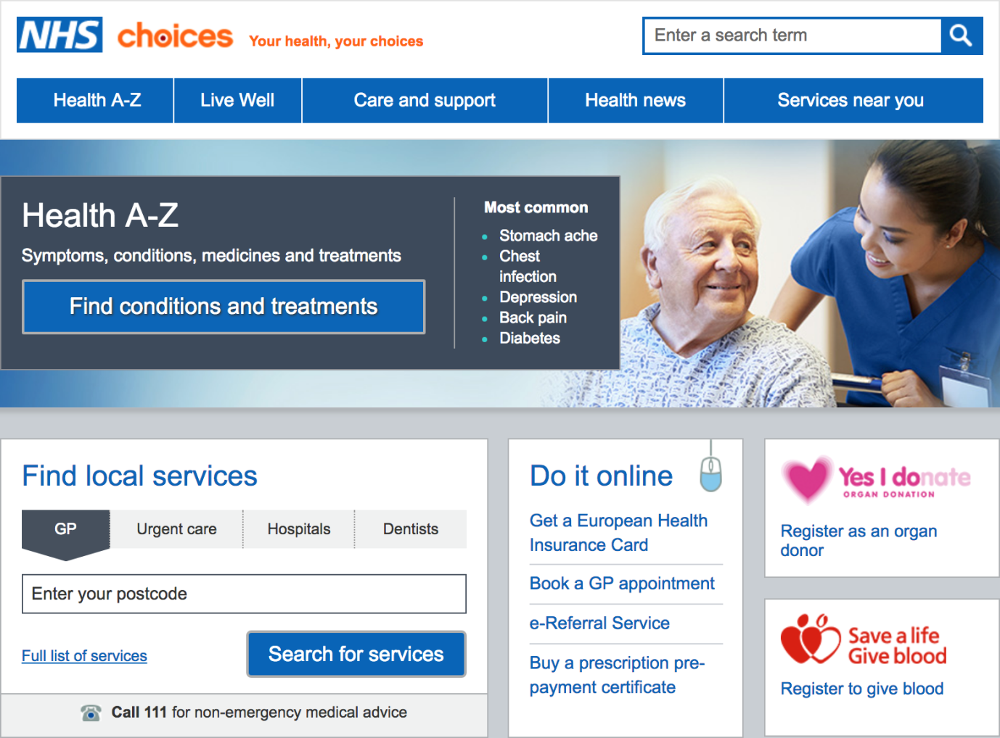 NHS choices Your health, your choices
Enter a search term
Health A-Z
Live Well
Care and support
Health news
Services near you
Health A-Z
Symptoms, conditions, medicines and treatments
Find conditions and treatments
Most common
Stomach ache
Chest
infection
Depression
Back pain
Diabetes
Find local services
GP
Urgent care
Hospitals
Dentists
Enter your postcode
Full list of services
Search for services
Call 111 for non-emergency medical advice
Do it online
Get a European Health
Insurance Card
Book a GP appointment
e-Referral Service
Buy a prescription pre-
payment certificate
Yes I donate
ORGAN DONATION
Register as an organ
donor
Save a life
Give blood
Register to give blood